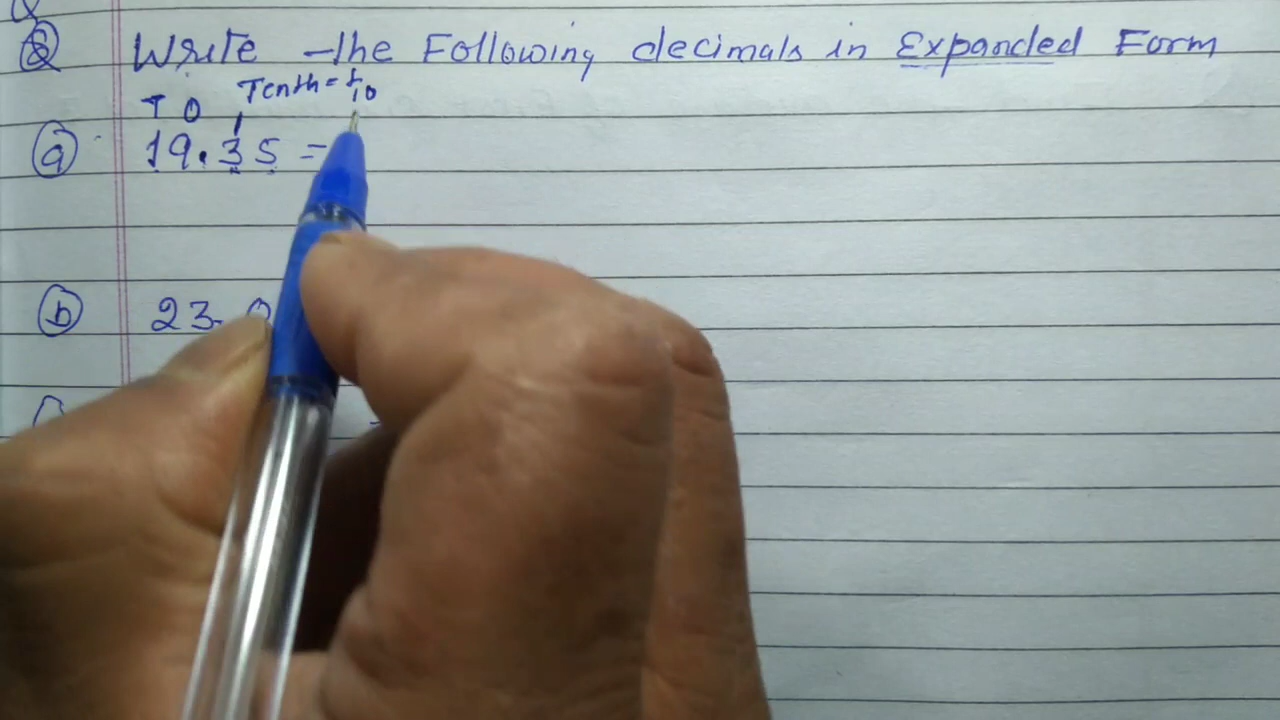 Q Write the Following decimals in Expanded Form
T O Tenth = 1/10
a 19.35 =
b 23.